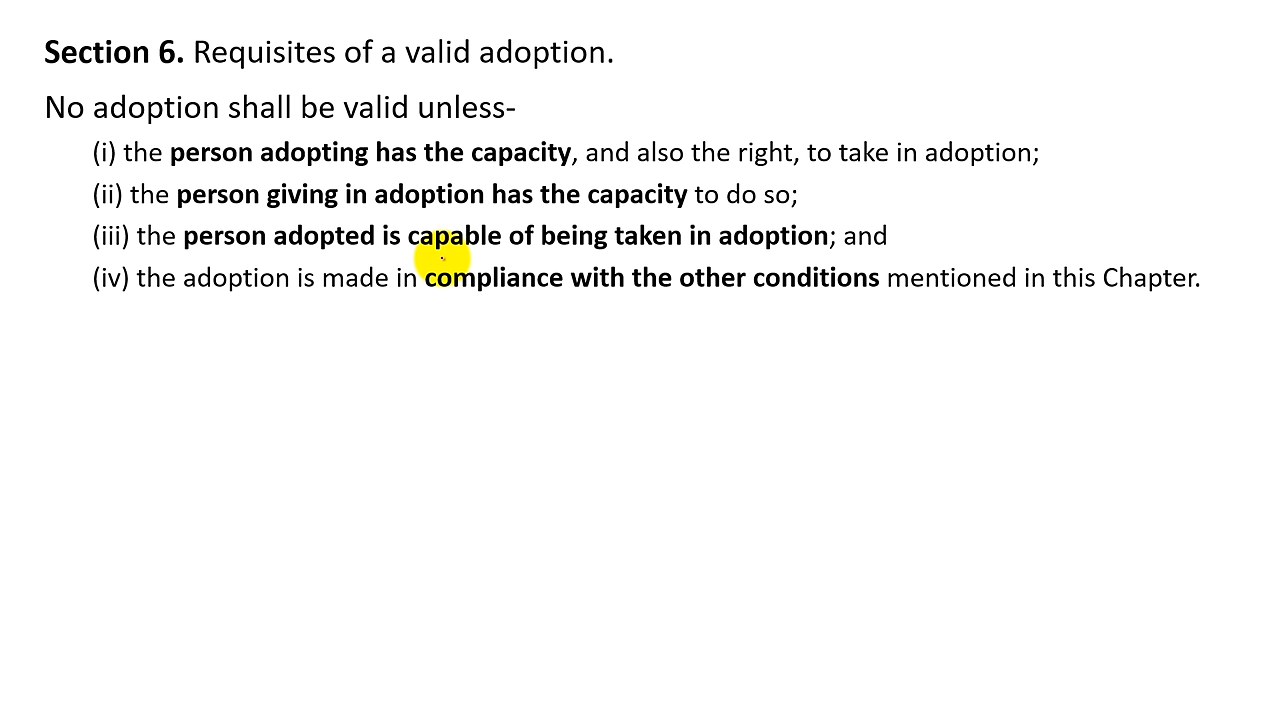 Section 6. Requisites of a valid adoption.
No adoption shall be valid unless-
(i) the person adopting has the capacity, and also the right, to take in adoption;
(ii) the person giving in adoption has the capacity to do so;
(iii) the person adopted is capable of being taken in adoption; and
(iv) the adoption is made in compliance with the other conditions mentioned in this Chapter.